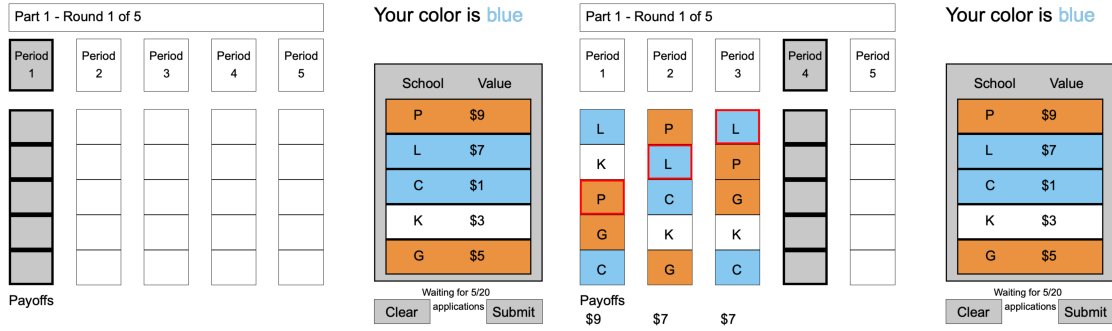 Part 1 - Round 1 of 5
Period 1
Period 2
Period 3
Period 4
Period 5
Payoffs
Your color is blue
School Value
P $9
L $7
C $1
K $3
G $5
Waiting for 5/20 applications
Clear
Submit
Part 1 - Round 1 of 5
Period 1
Period 2
Period 3
Period 4
Period 5
L P L
K L P
P C G
G K K
C G C
Payoffs
$9 $7 $7
Your color is blue
School Value
P $9
L $7
C $1
K $3
G $5
Waiting for 5/20 applications
Clear
Submit